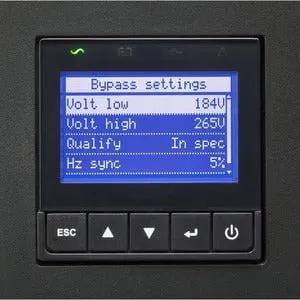 Bypass settings
Volt low 184V
Volt high 265V
Qualify In spec
Hz sync 5%
ESC